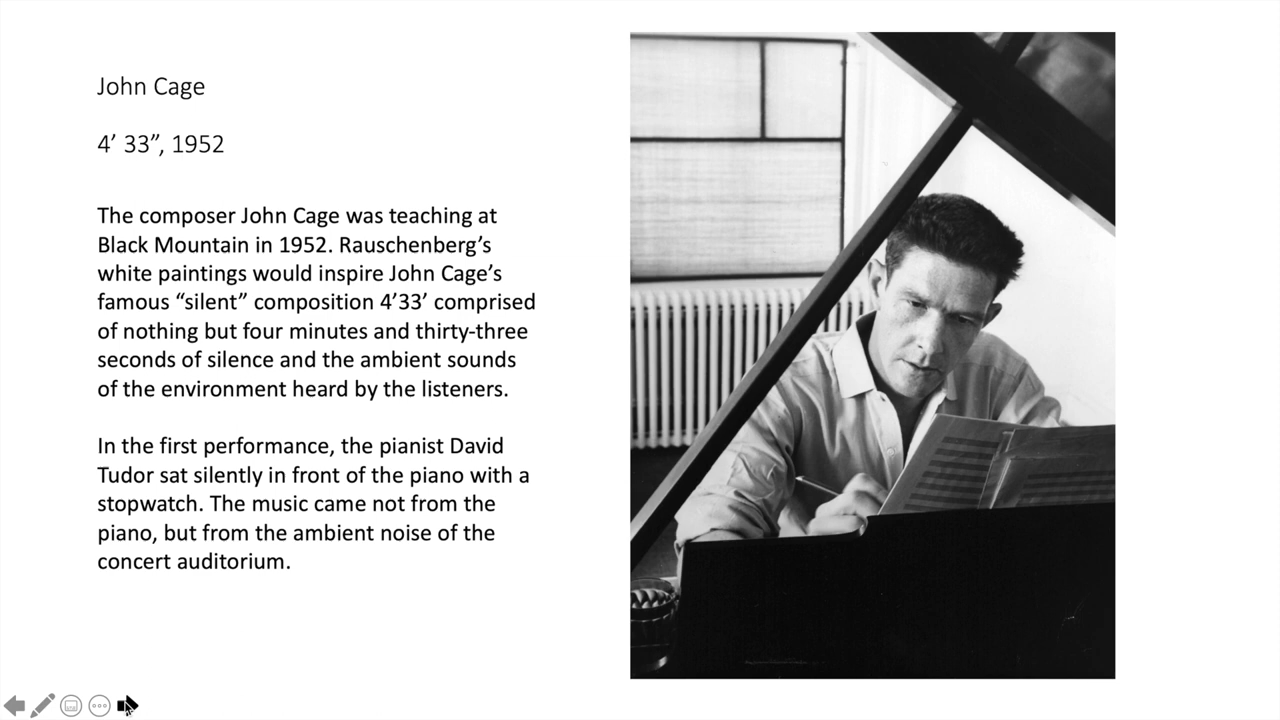 John Cage
4’ 33”, 1952
The composer John Cage was teaching at
Black Mountain in 1952. Rauschenberg’s
white paintings would inspire John Cage’s
famous “silent” composition 4’33’ comprised
of nothing but four minutes and thirty-three
seconds of silence and the ambient sounds
of the environment heard by the listeners.
In the first performance, the pianist David
Tudor sat silently in front of the piano with a
stopwatch. The music came not from the
piano, but from the ambient noise of the
concert auditorium.